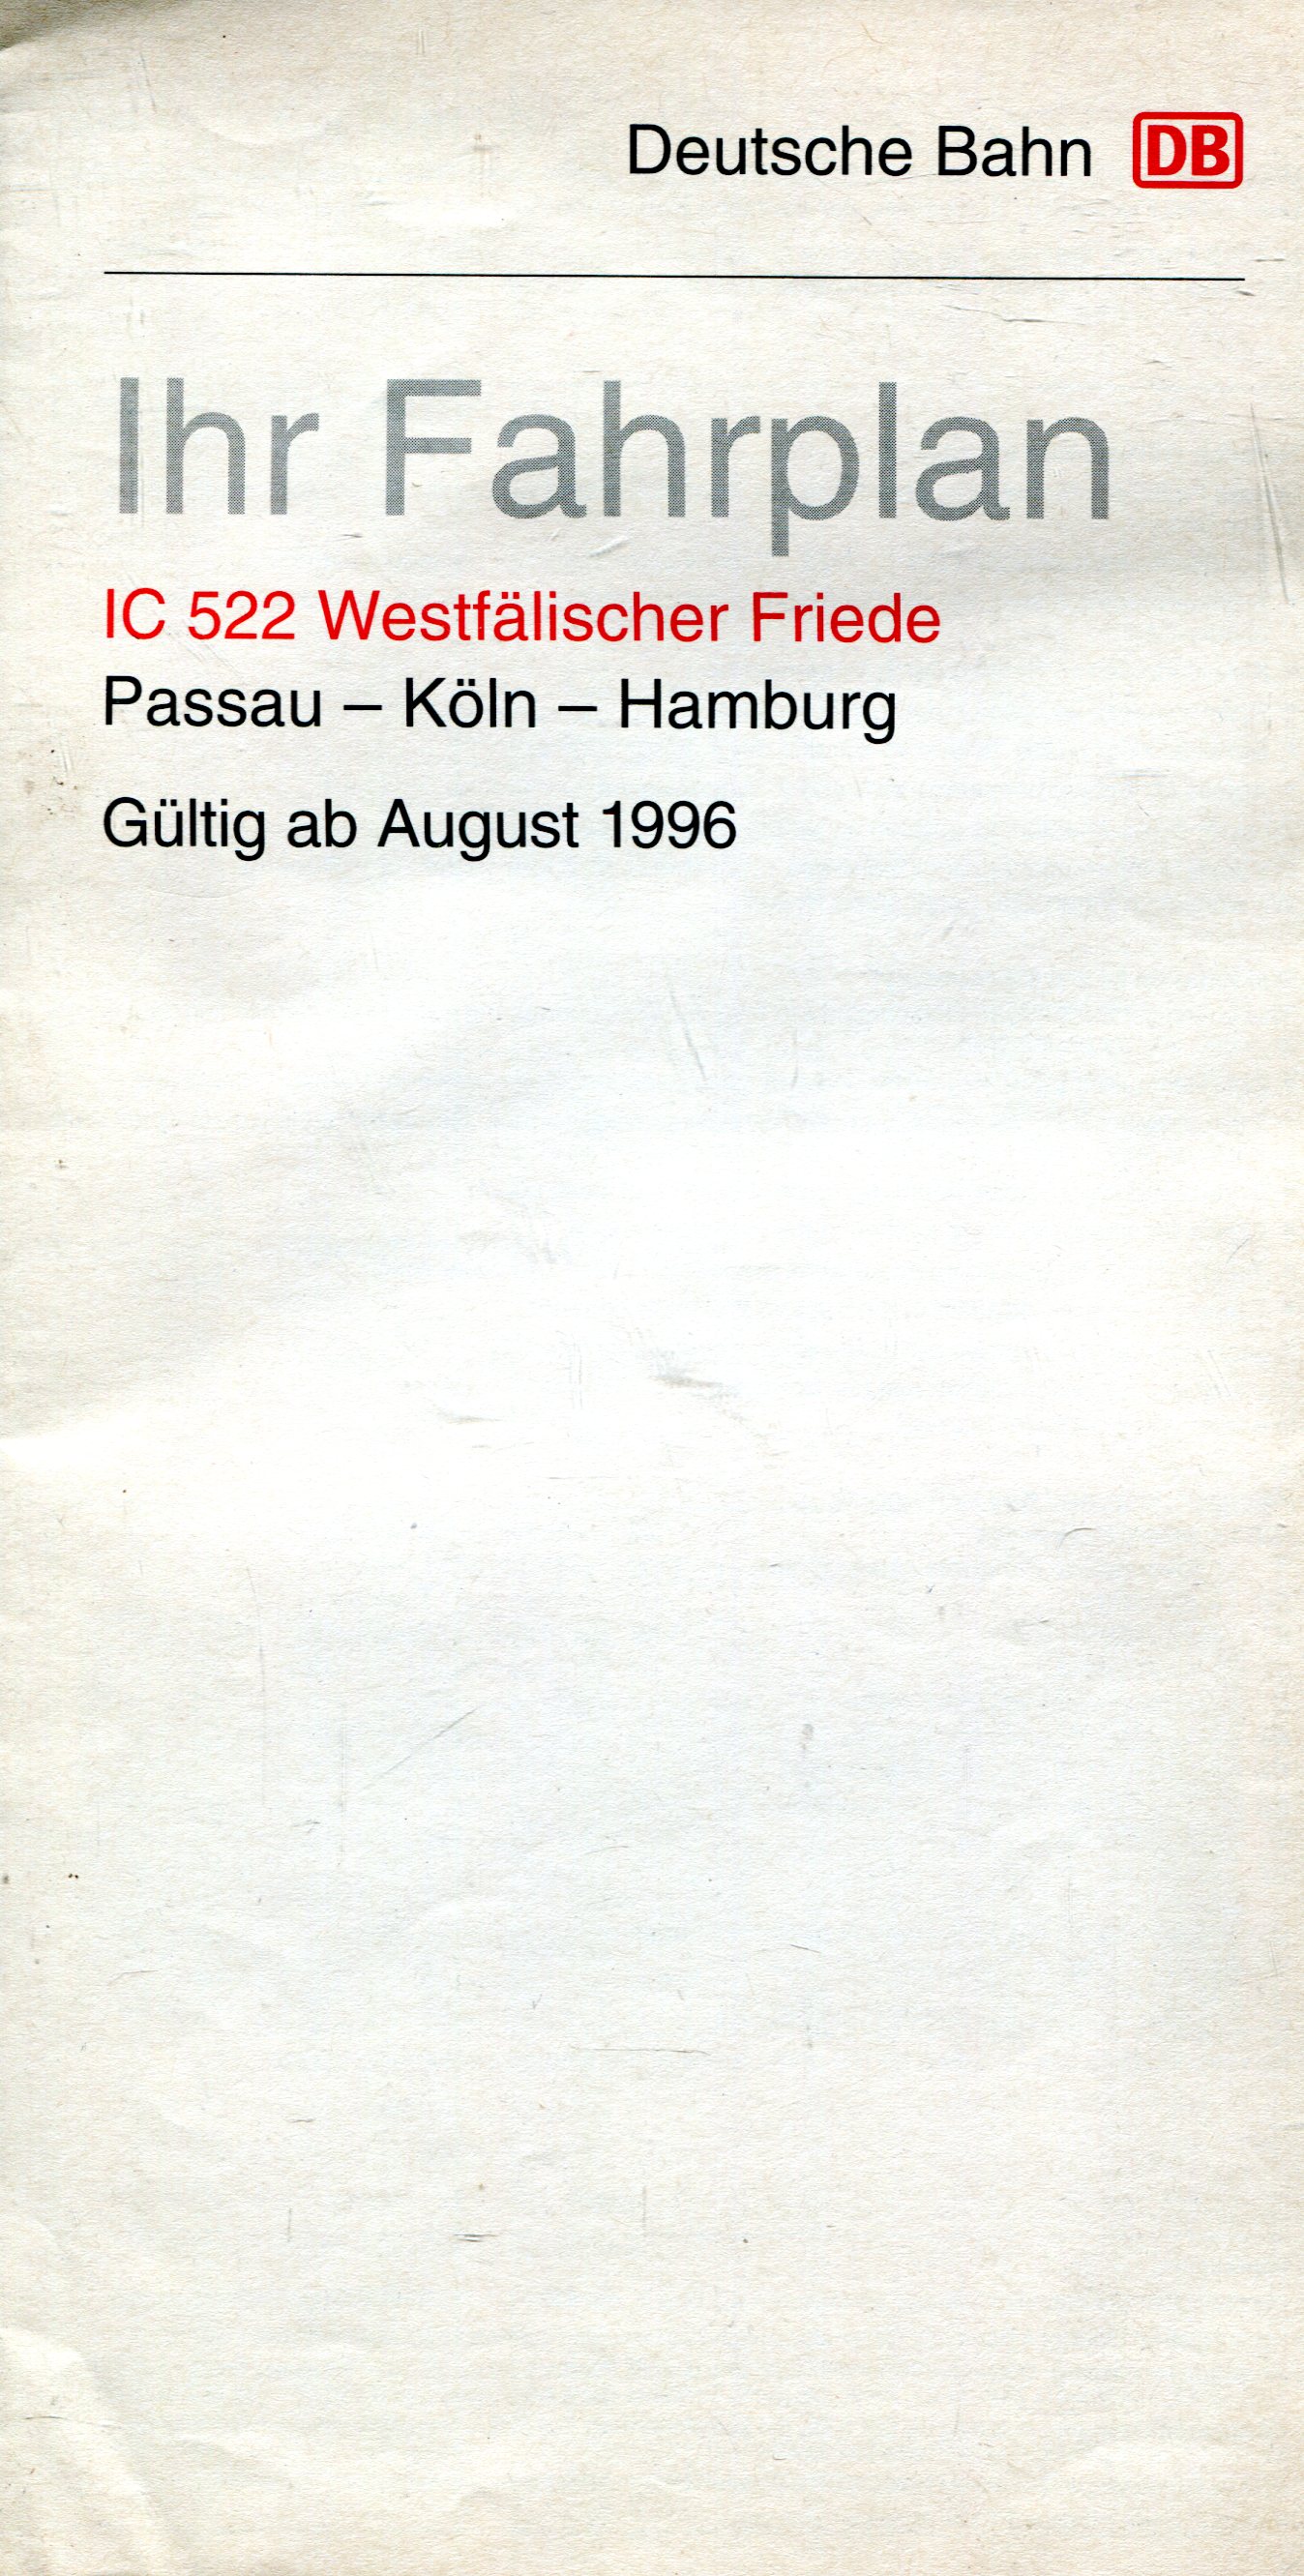 Deutsche Bahn DB
Ihr Fahrplan
IC 522 Westfälischer Friede
Passau – Köln – Hamburg
Gültig ab August 1996